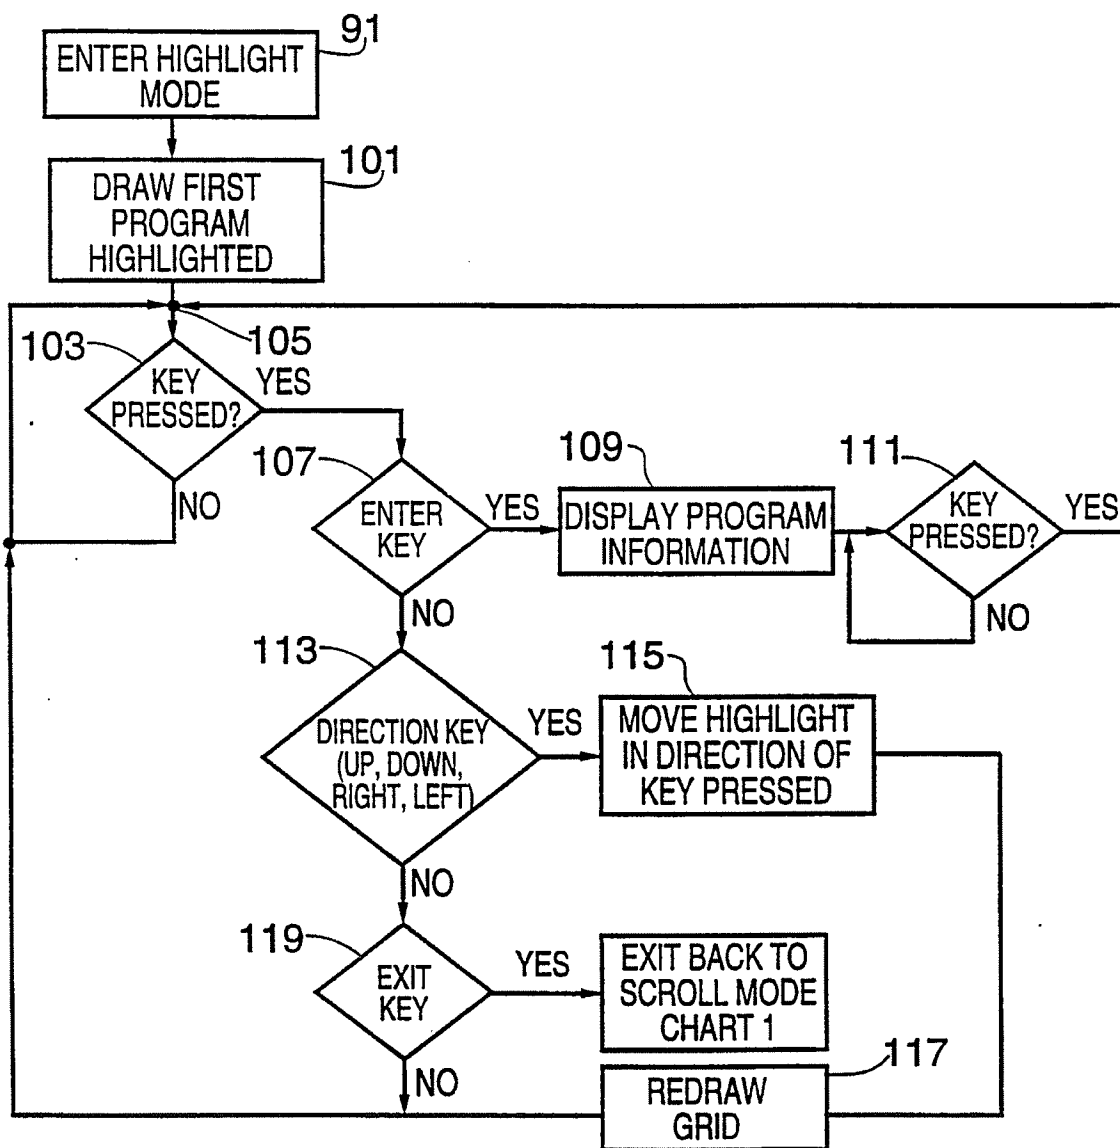 91
ENTER HIGHLIGHT
MODE
101
DRAW FIRST
PROGRAM
HIGHLIGHTED
103
105
KEY
PRESSED?
YES
NO
107
ENTER
KEY
YES
NO
109
DISPLAY PROGRAM
INFORMATION
111
KEY
PRESSED?
YES
NO
113
DIRECTION KEY
(UP, DOWN,
RIGHT, LEFT)
YES
NO
115
MOVE HIGHLIGHT
IN DIRECTION OF
KEY PRESSED
119
EXIT
KEY
YES
NO
EXIT BACK TO
SCROLL MODE
CHART 1
117
REDRAW
GRID